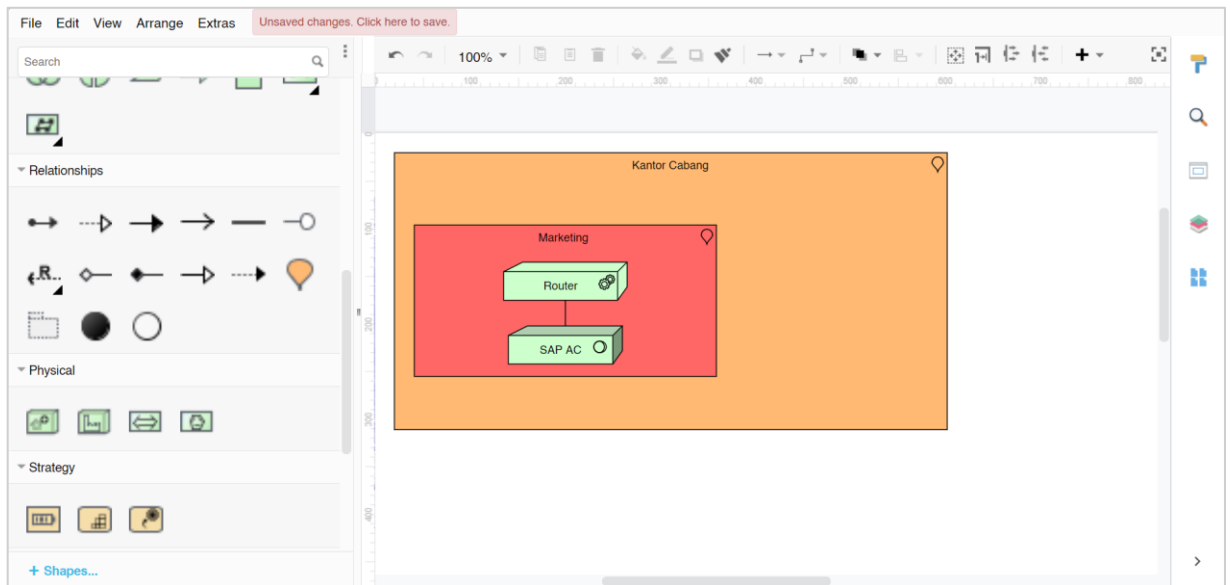 File Edit View Arrange Extras Unsaved changes. Click here to save.
Search
100%
100 200 300 400 500 600 700 800
0
100
200
300
400
Relationships
R...
Physical
Strategy
+ Shapes...
Kantor Cabang
Marketing
Router
SAP AC